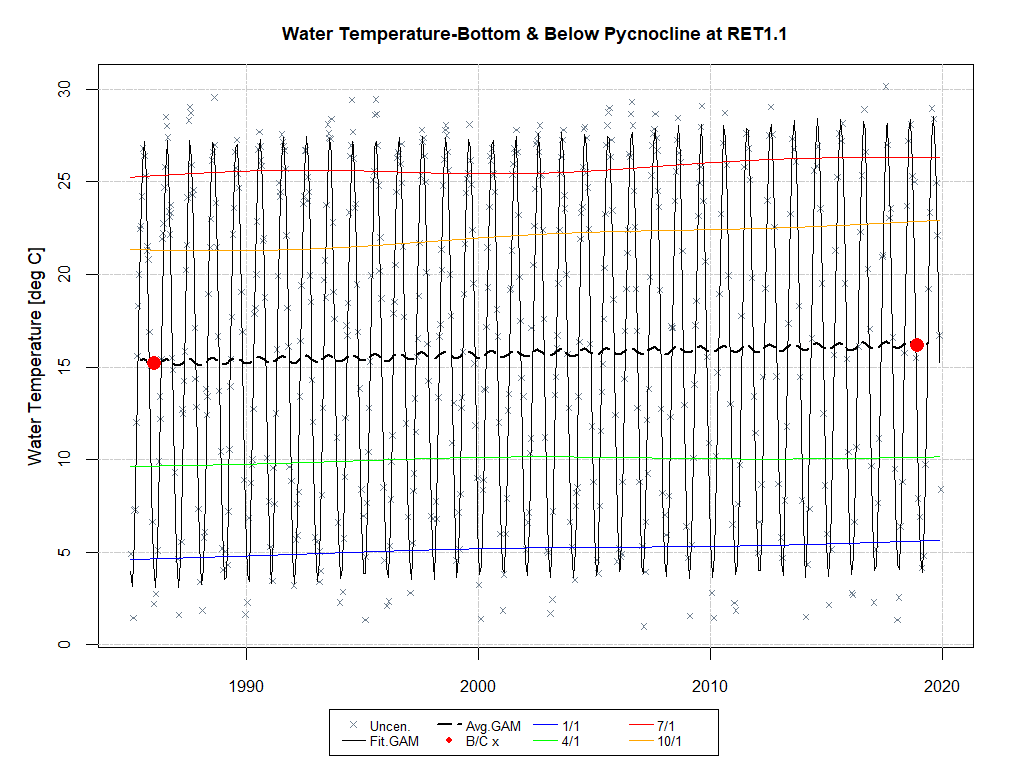 Water Temperature-Bottom & Below Pycnocline at RET1.1
Water Temperature [deg C]
30
25
20
15
10
5
0
1990 2000 2010 2020
Uncen. Avg.GAM 1/1 7/1
Fit.GAM B/C x 4/1 10/1